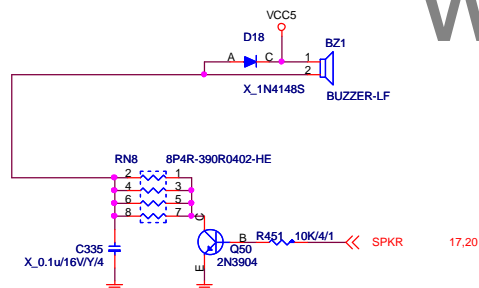 VCC5
D18
BZ1
A
C
1
2
X_1N4148S
BUZZER-LF
RN8
8P4R-390R0402-HE
2
1
4
3
6
5
8
7
C
R451
10K/4/1
B
SPKR
17,20
C335
Q50
X_0.1u/16V/Y/4
2N3904
E